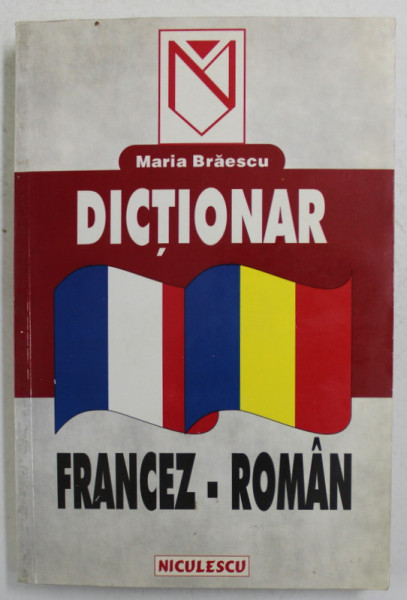 Maria Brăescu
DICȚIONAR
FRANCEZ - ROMÂN
NICULESCU